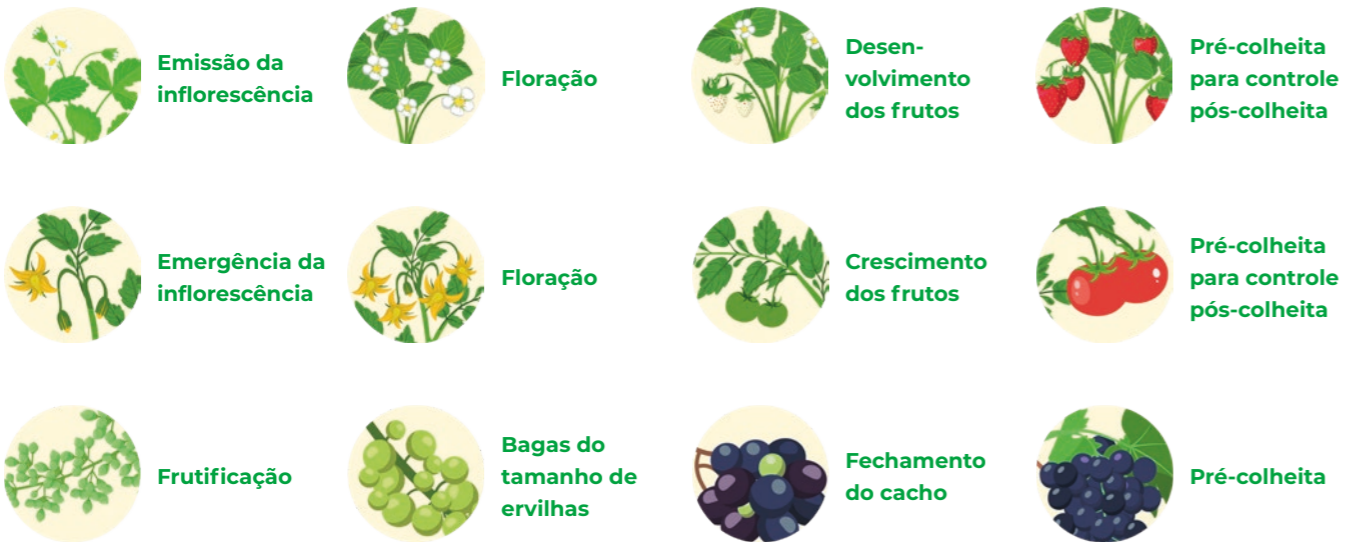 Emissão da
inflorescência
Floração
Desen-
volvimento
dos frutos
Pré-colheita
para controle
pós-colheita
Emergência da
inflorescência
Floração
Crescimento
dos frutos
Pré-colheita
para controle
pós-colheita
Frutificação
Bagas do
tamanho de
ervilhas
Fechamento
do cacho
Pré-colheita